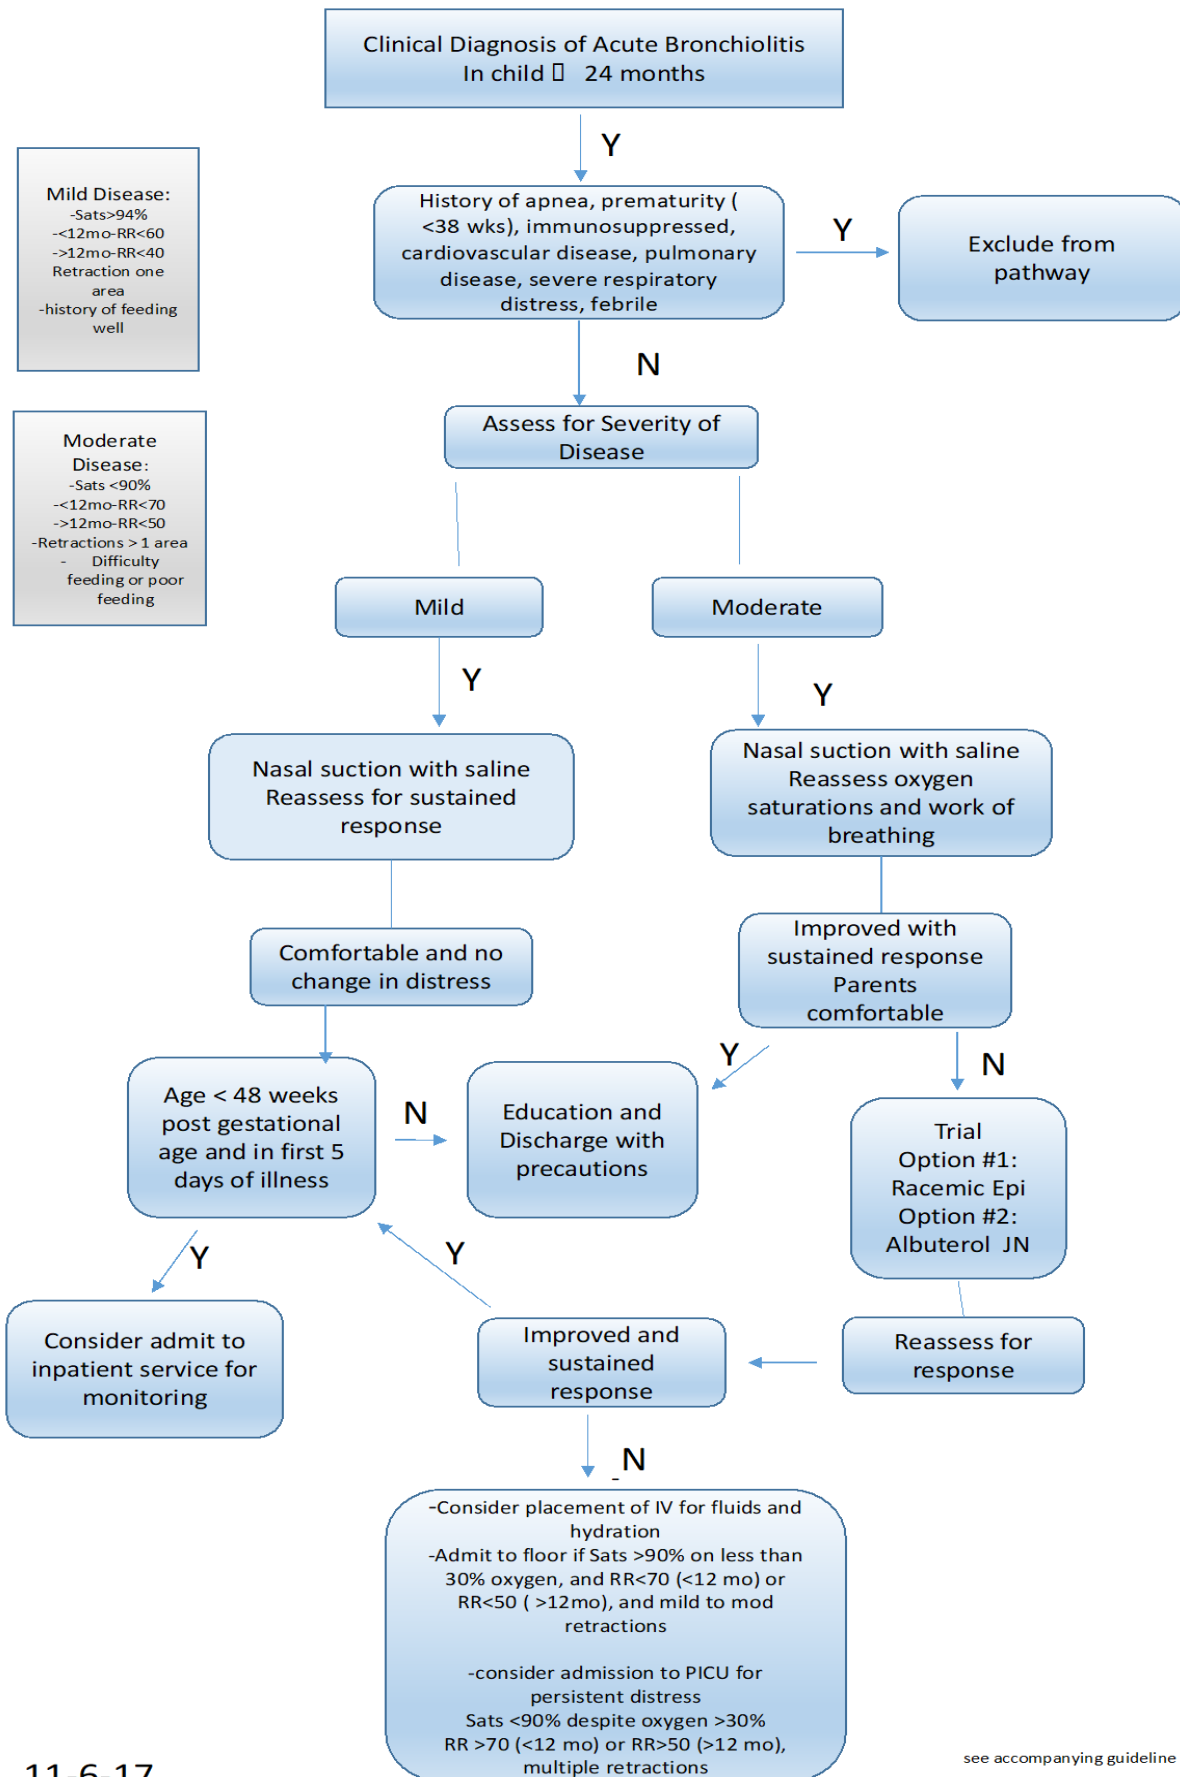 Clinical Diagnosis of Acute Bronchiolitis
In child ▯ 24 months
Y
Mild Disease:
-Sats>94%
-<12mo-RR<60
->12mo-RR<40
Retraction one
area
-history of feeding
well
History of apnea, prematurity (
<38 wks), immunosuppressed,
cardiovascular disease, pulmonary
disease, severe respiratory
distress, febrile
Y
Exclude from
pathway
N
Moderate
Disease:
-Sats <90%
-<12mo-RR<70
->12mo-RR<50
-Retractions > 1 area
- Difficulty
feeding or poor
feeding
Assess for Severity of
Disease
Mild
Moderate
Y
Y
Nasal suction with saline
Reassess for sustained
response
Nasal suction with saline
Reassess oxygen
saturations and work of
breathing
Comfortable and no
change in distress
Improved with
sustained response
Parents
comfortable
Y
N
Age < 48 weeks
post gestational
age and in first 5
days of illness
N
Education and
Discharge with
precautions
Trial
Option #1:
Racemic Epi
Option #2:
Albuterol JN
Y
Y
Consider admit to
inpatient service for
monitoring
Improved and
sustained
response
Reassess for
response
N
-
-Consider placement of IV for fluids and
hydration
-Admit to floor if Sats >90% on less than
30% oxygen, and RR<70 (<12 mo) or
RR<50 ( >12mo), and mild to mod
retractions
-consider admission to PICU for
persistent distress
Sats <90% despite oxygen >30%
RR >70 (<12 mo) or RR>50 (>12 mo),
multiple retractions
11-6-17
see accompanying guideline